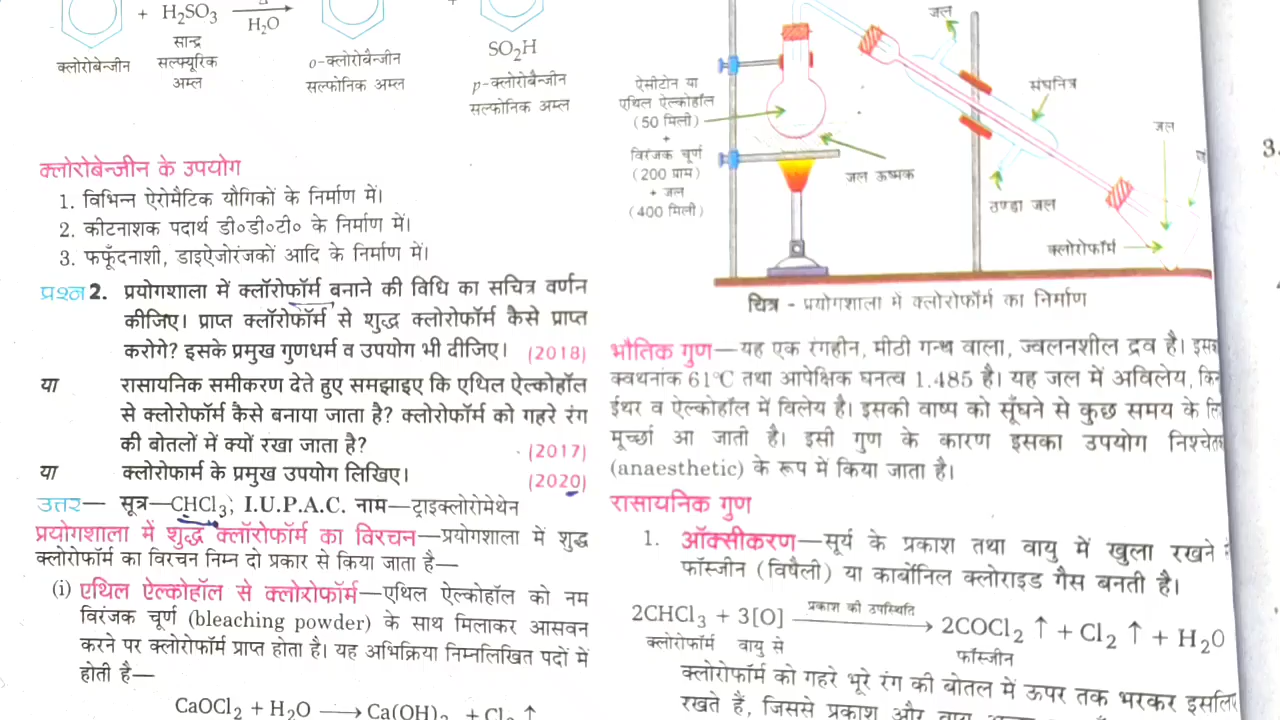 + H₂SO₃
Δ
H₂O
+
सान्द्र
सल्फ्यूरिक
अम्ल
क्लोरोबेन्जीन
o-क्लोरोबैन्जीन
सल्फोनिक अम्ल
SO₂H
p-क्लोरोबैन्जीन
सल्फोनिक अम्ल
क्लोरोबेन्जीन के उपयोग
1. विभिन्न ऐरोमैटिक यौगिकों के निर्माण में।
2. कीटनाशक पदार्थ डी०डी०टी० के निर्माण में।
3. फफूँदनाशी, डाइऐजोरंजकों आदि के निर्माण में।
प्रश्न 2. प्रयोगशाला में क्लॉरोफॉर्म बनाने की विधि का सचित्र वर्णन
कीजिए। प्राप्त क्लॉरोफॉर्म से शुद्ध क्लोरोफॉर्म कैसे प्राप्त
करोगे? इसके प्रमुख गुणधर्म व उपयोग भी दीजिए। (2018)
या रासायनिक समीकरण देते हुए समझाइए कि एथिल ऐल्कोहॉल
से क्लोरोफॉर्म कैसे बनाया जाता है? क्लोरोफॉर्म को गहरे रंग
की बोतलों में क्यों रखा जाता है? (2017)
या क्लोरोफार्म के प्रमुख उपयोग लिखिए। (2020)
उत्तर— सूत्र—CHCl₃; I.U.P.A.C. नाम—ट्राइक्लोरोमेथेन
प्रयोगशाला में शुद्ध क्लॉरोफॉर्म का विरचन—प्रयोगशाला में शुद्ध
क्लोरोफॉर्म का विरचन निम्न दो प्रकार से किया जाता है—
(i) एथिल ऐल्कोहॉल से क्लोरोफॉर्म—एथिल ऐल्कोहॉल को नम
विरंजक चूर्ण (bleaching powder) के साथ मिलाकर आसवन
करने पर क्लोरोफॉर्म प्राप्त होता है। यह अभिक्रिया निम्नलिखित पदों में
होती है—
CaOCl₂ + H₂O ⟶ Ca(OH)₂ + Cl₂ ↑
जल
ऐसीटोन या
एथिल ऐल्कोहॉल
(50 मिली)
+
विरंजक चूर्ण
(200 ग्राम)
+ जल
(400 मिली)
जल ऊष्मक
संघनित्र
जल
ठण्डा जल
क्लोरोफॉर्म
चित्र - प्रयोगशाला में क्लोरोफॉर्म का निर्माण
भौतिक गुण—यह एक रंगहीन, मीठी गन्ध वाला, ज्वलनशील द्रव है।
क्वथनांक 61°C तथा आपेक्षिक घनत्व 1.485 है। यह जल में अविलेय,
ईथर व ऐल्कोहॉल में विलेय है। इसकी वाष्प को सूँघने से कुछ समय के
मूर्च्छा आ जाती है। इसी गुण के कारण इसका उपयोग
(anaesthetic) के रूप में किया जाता है।
रासायनिक गुण
1. ऑक्सीकरण—सूर्य के प्रकाश तथा वायु में खुला रखने
फॉस्जीन (विषैली) या कार्बोनिल क्लोराइड गैस बनती है।
2CHCl₃ + 3[O] प्रकाश की उपस्थिति ⟶ 2COCl₂ ↑ + Cl₂ ↑ + H₂O
क्लोरोफॉर्म वायु से फॉस्जीन
क्लोरोफॉर्म को गहरे भूरे रंग की बोतल में ऊपर तक भरकर
रखते हैं, जिससे प्रकाश और वायु
3.